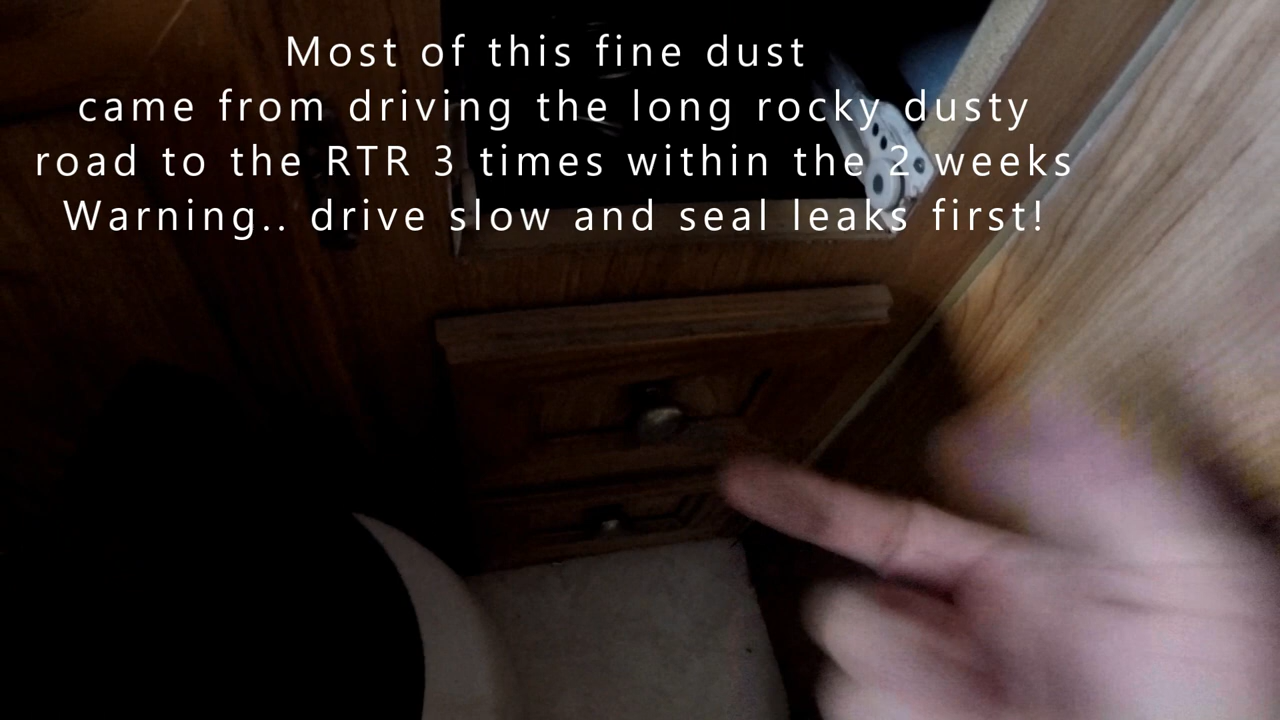 Most of this fine dust
came from driving the long rocky dusty
road to the RTR 3 times within the 2 weeks
Warning.. drive slow and seal leaks first!